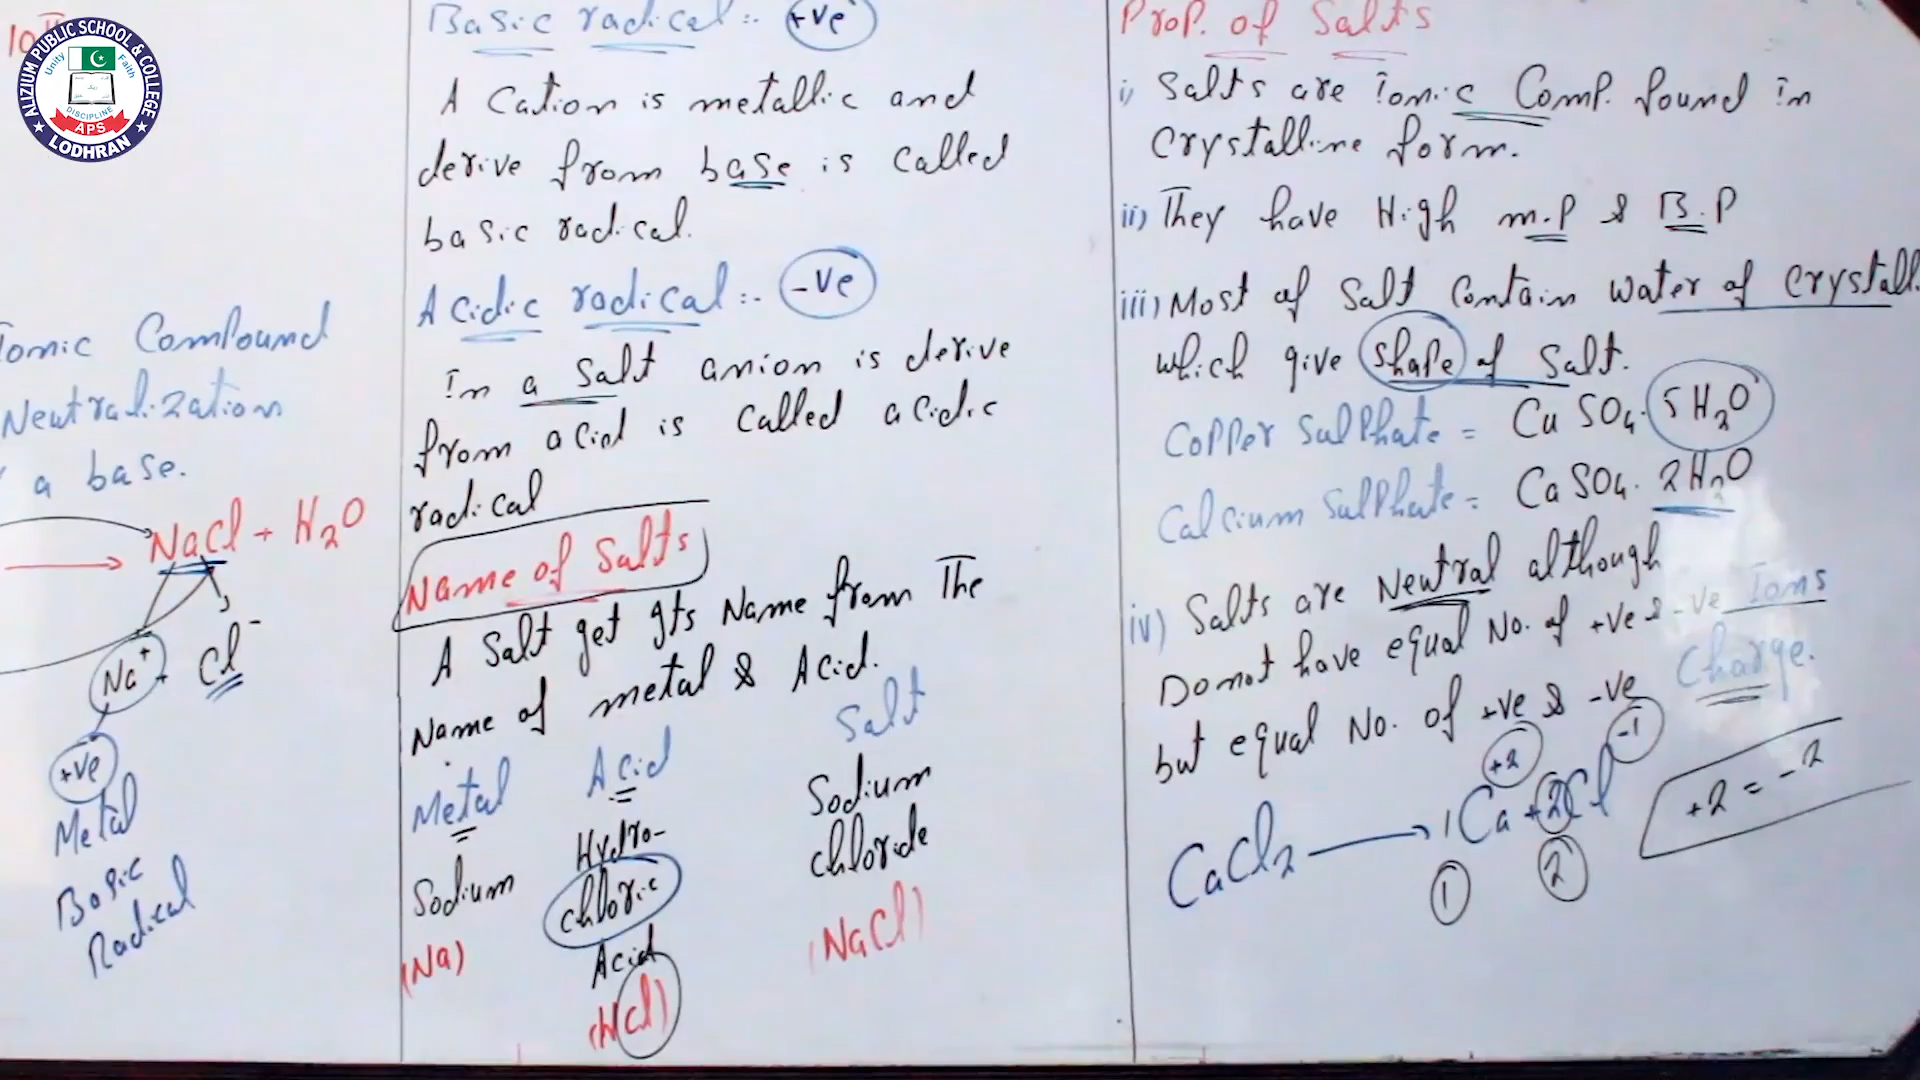 10
ALIZIUM PUBLIC SCHOOL & COLLEGE
Unity
Faith
DISCIPLINE
APS
LODHRAN
Ionic Compound
Neutralization
a base.
NaCl + H2O
Na+ + Cl-
+ve
Metal
Basic
Radical
Basic radical :- +ve
A Cation is metallic and
derive from base is called
basic radical.
Acidic radical :- -ve
In a Salt anion is derive
from acid is called acidic
radical
Name of Salts
A Salt get Its Name from The
Name of metal & Acid.
Metal Acid Salt
Sodium Hydro- Sodium
chloric chloride
(Na) Acid (NaCl)
(HCl)
Prop. of Salts
i) Salts are ionic Comp. found in
Crystalline form.
ii) They have High m.P & B.P
iii) Most of Salt Contain water of Crystall.
which give shape of Salt.
Copper Sulphate = CuSO4.5H2O
Calcium Sulphate = CaSO4.2H2O
iv) Salts are Neutral although
Donot have equal No. of +ve & -ve Ions
but equal No. of +ve & -ve Charge.
CaCl2 → 1Ca+2 + 2Cl-1
1 2
+2 = -2